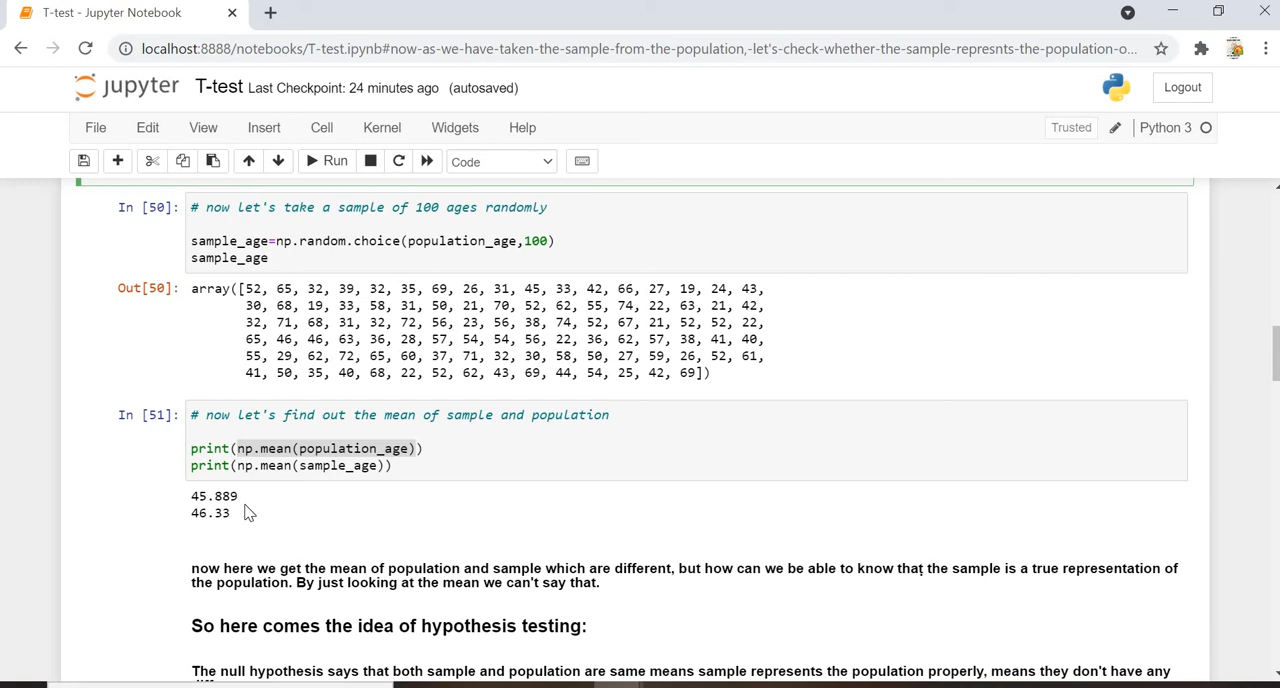 T-test - Jupyter Notebook
localhost:8888/notebooks/T-test.ipynb#now-as-we-have-taken-the-sample-from-the-population,-let's-check-whether-the-sample-represnts-the-population-o...
jupyter T-test Last Checkpoint: 24 minutes ago (autosaved)
Logout
File Edit View Insert Cell Kernel Widgets Help
Trusted Python 3
Run Code
In [50]: # now let's take a sample of 100 ages randomly
sample_age=np.random.choice(population_age,100)
sample_age
Out[50]: array([52, 65, 32, 39, 32, 35, 69, 26, 31, 45, 33, 42, 66, 27, 19, 24, 43,
30, 68, 19, 33, 58, 31, 50, 21, 70, 52, 62, 55, 74, 22, 63, 21, 42,
32, 71, 68, 31, 32, 72, 56, 23, 56, 38, 74, 52, 67, 21, 52, 52, 22,
65, 46, 46, 63, 36, 28, 57, 54, 54, 56, 22, 36, 62, 57, 38, 41, 40,
55, 29, 62, 72, 65, 60, 37, 71, 32, 30, 58, 50, 27, 59, 26, 52, 61,
41, 50, 35, 40, 68, 22, 52, 62, 43, 69, 44, 54, 25, 42, 69])
In [51]: # now let's find out the mean of sample and population
print(np.mean(population_age))
print(np.mean(sample_age))
45.889
46.33
now here we get the mean of population and sample which are different, but how can we be able to know that the sample is a true representation of
the population. By just looking at the mean we can't say that.
So here comes the idea of hypothesis testing:
The null hypothesis says that both sample and population are same means sample represents the population properly, means they don't have any